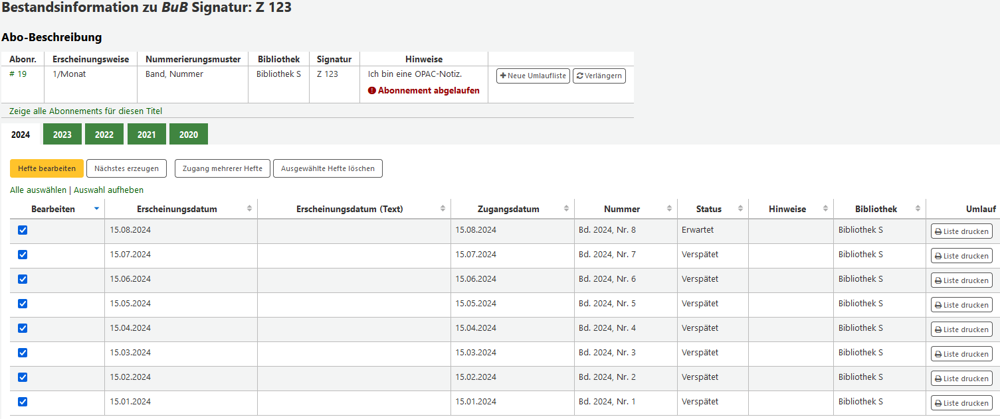 Bestandsinformation zu BuB Signatur: Z 123
Abo-Beschreibung
Abonr. Erscheinungsweise Nummerierungsmuster Bibliothek Signatur Hinweise
# 19 1/Monat Band, Nummer Bibliothek S Z 123 Ich bin eine OPAC-Notiz. Neue Umlaufliste Verlängern
Abonnement abgelaufen
Zeige alle Abonnements für diesen Titel
2024 2023 2022 2021 2020
Hefte bearbeiten Nächstes erzeugen Zugang mehrerer Hefte Ausgewählte Hefte löschen
Alle auswählen | Auswahl aufheben
Bearbeiten Erscheinungsdatum Erscheinungsdatum (Text) Zugangsdatum Nummer Status Hinweise Bibliothek Umlauf
15.08.2024 15.08.2024 Bd. 2024, Nr. 8 Erwartet Bibliothek S Liste drucken
15.07.2024 15.07.2024 Bd. 2024, Nr. 7 Verspätet Bibliothek S Liste drucken
15.06.2024 15.06.2024 Bd. 2024, Nr. 6 Verspätet Bibliothek S Liste drucken
15.05.2024 15.05.2024 Bd. 2024, Nr. 5 Verspätet Bibliothek S Liste drucken
15.04.2024 15.04.2024 Bd. 2024, Nr. 4 Verspätet Bibliothek S Liste drucken
15.03.2024 15.03.2024 Bd. 2024, Nr. 3 Verspätet Bibliothek S Liste drucken
15.02.2024 15.02.2024 Bd. 2024, Nr. 2 Verspätet Bibliothek S Liste drucken
15.01.2024 15.01.2024 Bd. 2024, Nr. 1 Verspätet Bibliothek S Liste drucken